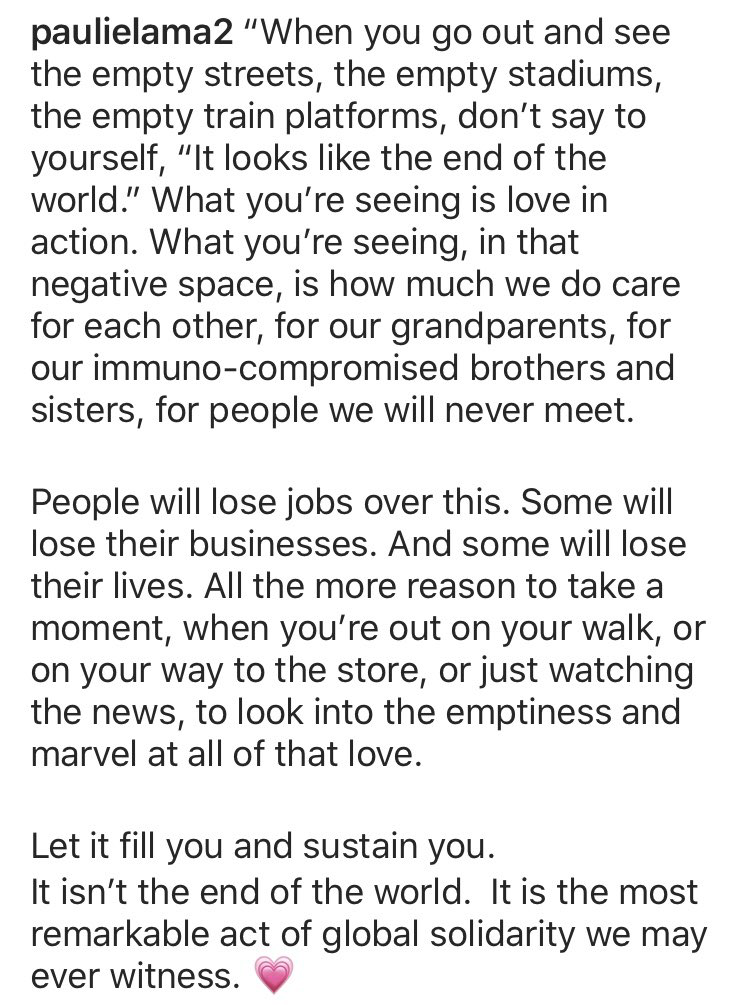 paulielama2 “When you go out and see
the empty streets, the empty stadiums,
the empty train platforms, don’t say to
yourself, “It looks like the end of the
world.” What you’re seeing is love in
action. What you’re seeing, in that
negative space, is how much we do care
for each other, for our grandparents, for
our immuno-compromised brothers and
sisters, for people we will never meet.
People will lose jobs over this. Some will
lose their businesses. And some will lose
their lives. All the more reason to take a
moment, when you’re out on your walk, or
on your way to the store, or just watching
the news, to look into the emptiness and
marvel at all of that love.
Let it fill you and sustain you.
It isn’t the end of the world.  It is the most
remarkable act of global solidarity we may
ever witness. 💗